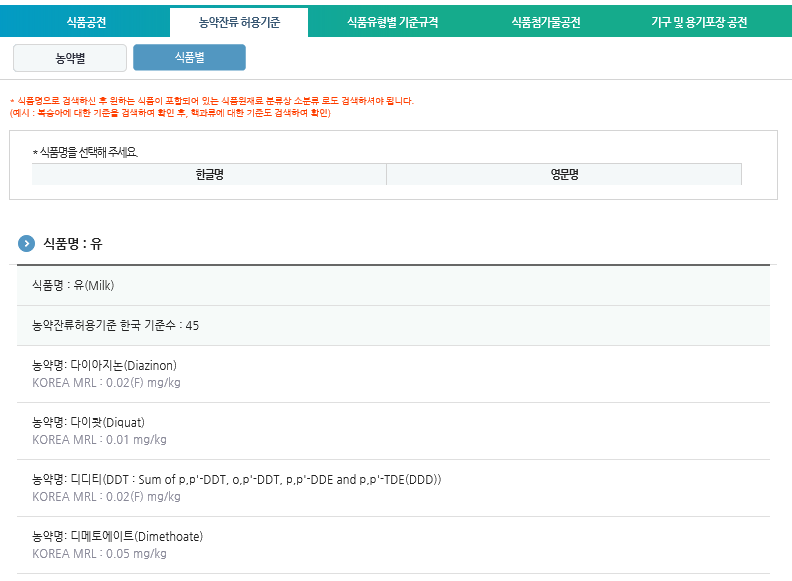 식품공전 농약잔류 허용기준 식품유형별 기준규격 식품첨가물공전 기구 및 용기포장 공전
농약별 식품별
* 식품명으로 검색하신 후 원하는 식품이 포함되어 있는 식품원재료 분류상 소분류 로도 검색하셔야 됩니다.
(예시 : 복숭아에 대한 기준을 검색하여 확인 후, 핵과류에 대한 기준도 검색하여 확인)
* 식품명을 선택해 주세요.
한글명 영문명
식품명 : 유
식품명 : 유(Milk)
농약잔류허용기준 한국 기준수 : 45
농약명: 다이아지논(Diazinon)
KOREA MRL : 0.02(F) mg/kg
농약명: 다이쾃(Diquat)
KOREA MRL : 0.01 mg/kg
농약명: 디디티(DDT : Sum of p,p'-DDT, o,p'-DDT, p,p'-DDE and p,p'-TDE(DDD))
KOREA MRL : 0.02(F) mg/kg
농약명: 디메토에이트(Dimethoate)
KOREA MRL : 0.05 mg/kg